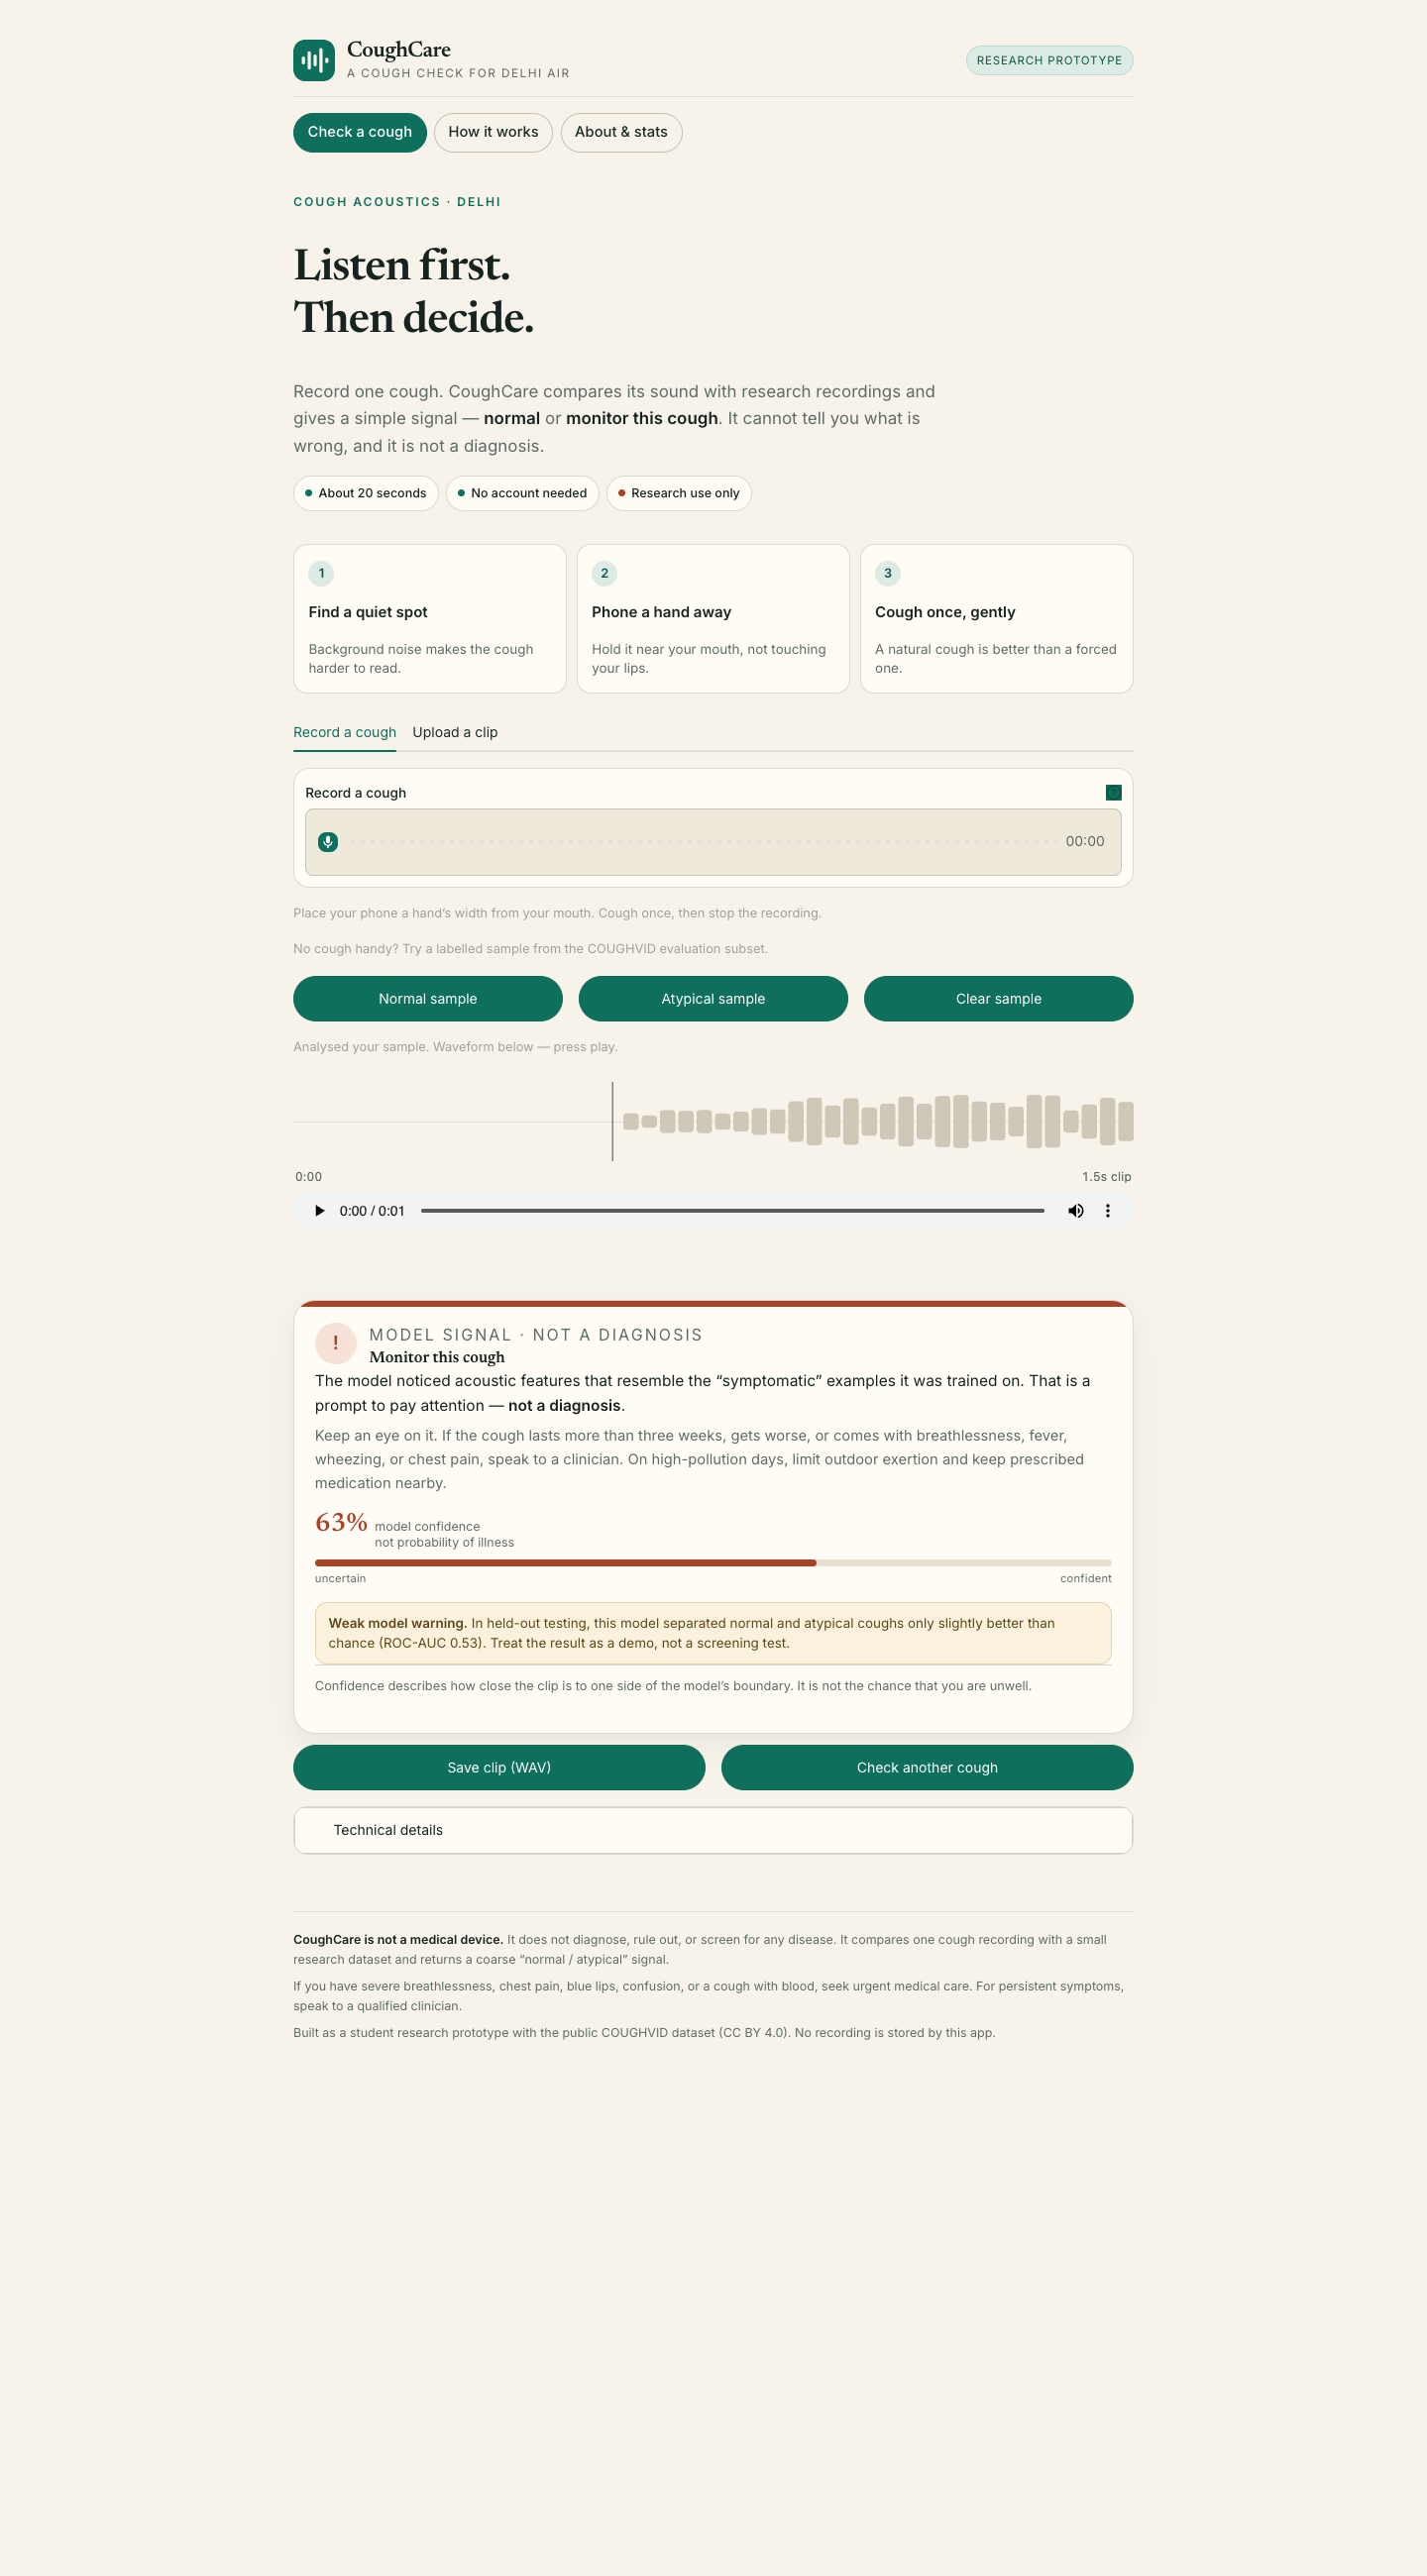 CoughCare
A COUGH CHECK FOR DELHI AIR
RESEARCH PROTOTYPE
Check a cough
How it works
About & stats
COUGH ACOUSTICS · DELHI
Listen first.
Then decide.
Record one cough. CoughCare compares its sound with research recordings and
gives a simple signal — normal or monitor this cough. It cannot tell you what is
wrong, and it is not a diagnosis.
About 20 seconds
No account needed
Research use only
1
Find a quiet spot
Background noise makes the cough
harder to read.
2
Phone a hand away
Hold it near your mouth, not touching
your lips.
3
Cough once, gently
A natural cough is better than a forced
one.
Record a cough
Upload a clip
Record a cough
00:00
Place your phone a hand’s width from your mouth. Cough once, then stop the recording.
No cough handy? Try a labelled sample from the COUGHVID evaluation subset.
Normal sample
Atypical sample
Clear sample
Analysed your sample. Waveform below — press play.
0:00
1.5s clip
0:00 / 0:01
!
MODEL SIGNAL · NOT A DIAGNOSIS
Monitor this cough
The model noticed acoustic features that resemble the “symptomatic” examples it was trained on. That is a
prompt to pay attention — not a diagnosis.
Keep an eye on it. If the cough lasts more than three weeks, gets worse, or comes with breathlessness, fever,
wheezing, or chest pain, speak to a clinician. On high-pollution days, limit outdoor exertion and keep prescribed
medication nearby.
63%
model confidence
not probability of illness
uncertain
confident
Weak model warning. In held-out testing, this model separated normal and atypical coughs only slightly better than
chance (ROC-AUC 0.53). Treat the result as a demo, not a screening test.
Confidence describes how close the clip is to one side of the model’s boundary. It is not the chance that you are unwell.
Save clip (WAV)
Check another cough
Technical details
CoughCare is not a medical device. It does not diagnose, rule out, or screen for any disease. It compares one cough recording with a small
research dataset and returns a coarse “normal / atypical” signal.
If you have severe breathlessness, chest pain, blue lips, confusion, or a cough with blood, seek urgent medical care. For persistent symptoms,
speak to a qualified clinician.
Built as a student research prototype with the public COUGHVID dataset (CC BY 4.0). No recording is stored by this app.